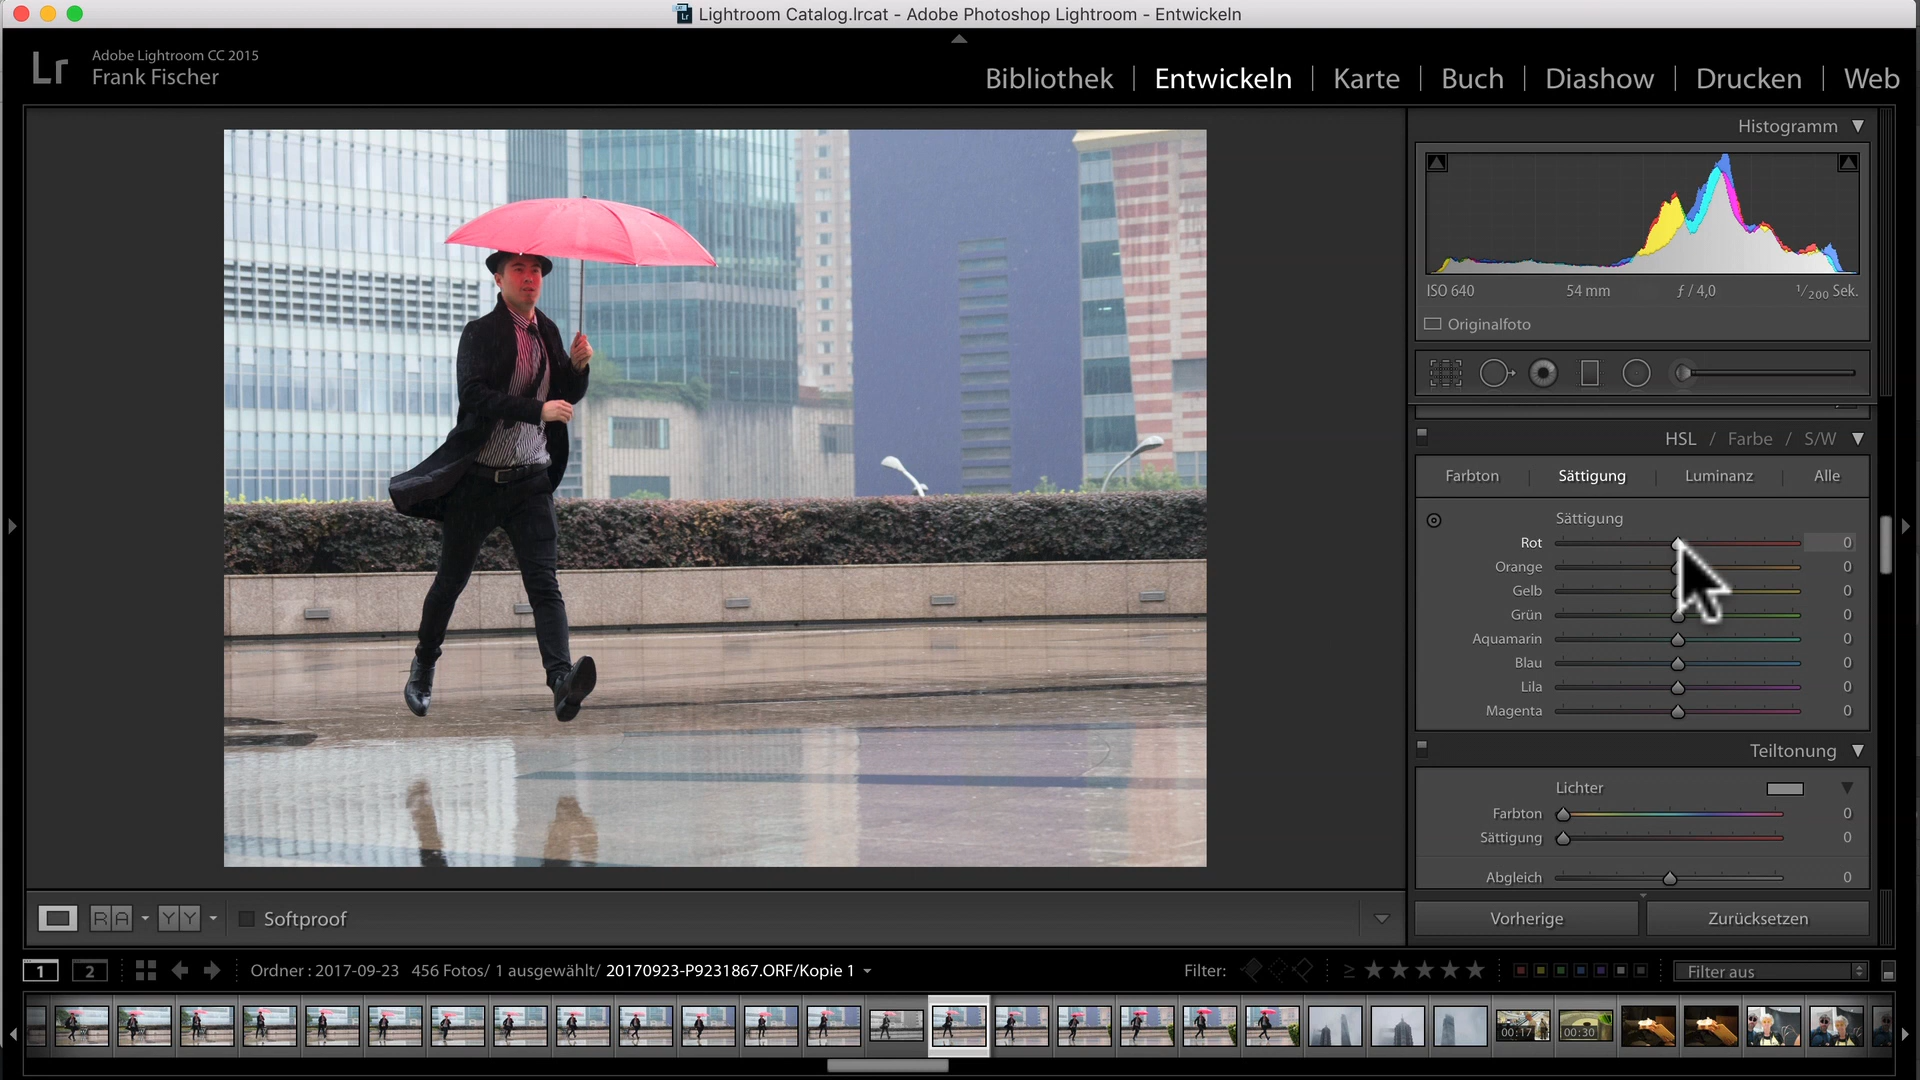 Lightroom Catalog.lrcat - Adobe Photoshop Lightroom - Entwickeln
Lr
Adobe Lightroom CC 2015
Frank Fischer
Bibliothek | Entwickeln | Karte | Buch | Diashow | Drucken | Web
Histogramm
ISO 640 54 mm ƒ / 4,0 1/200 Sek.
Originalfoto
HSL / Farbe / S/W
Farbton | Sättigung | Luminanz | Alle
Sättigung
Rot 0
Orange 0
Gelb 0
Grün 0
Aquamarin 0
Blau 0
Lila 0
Magenta 0
Teiltonung
Lichter
Farbton 0
Sättigung 0
Abgleich 0
R A Y Y Softproof
Vorherige Zurücksetzen
1 2 Ordner : 2017-09-23 456 Fotos/ 1 ausgewählt/ 20170923-P9231867.ORF/Kopie 1 Filter: ≥ ★★★★★ Filter aus
00:17 00:30